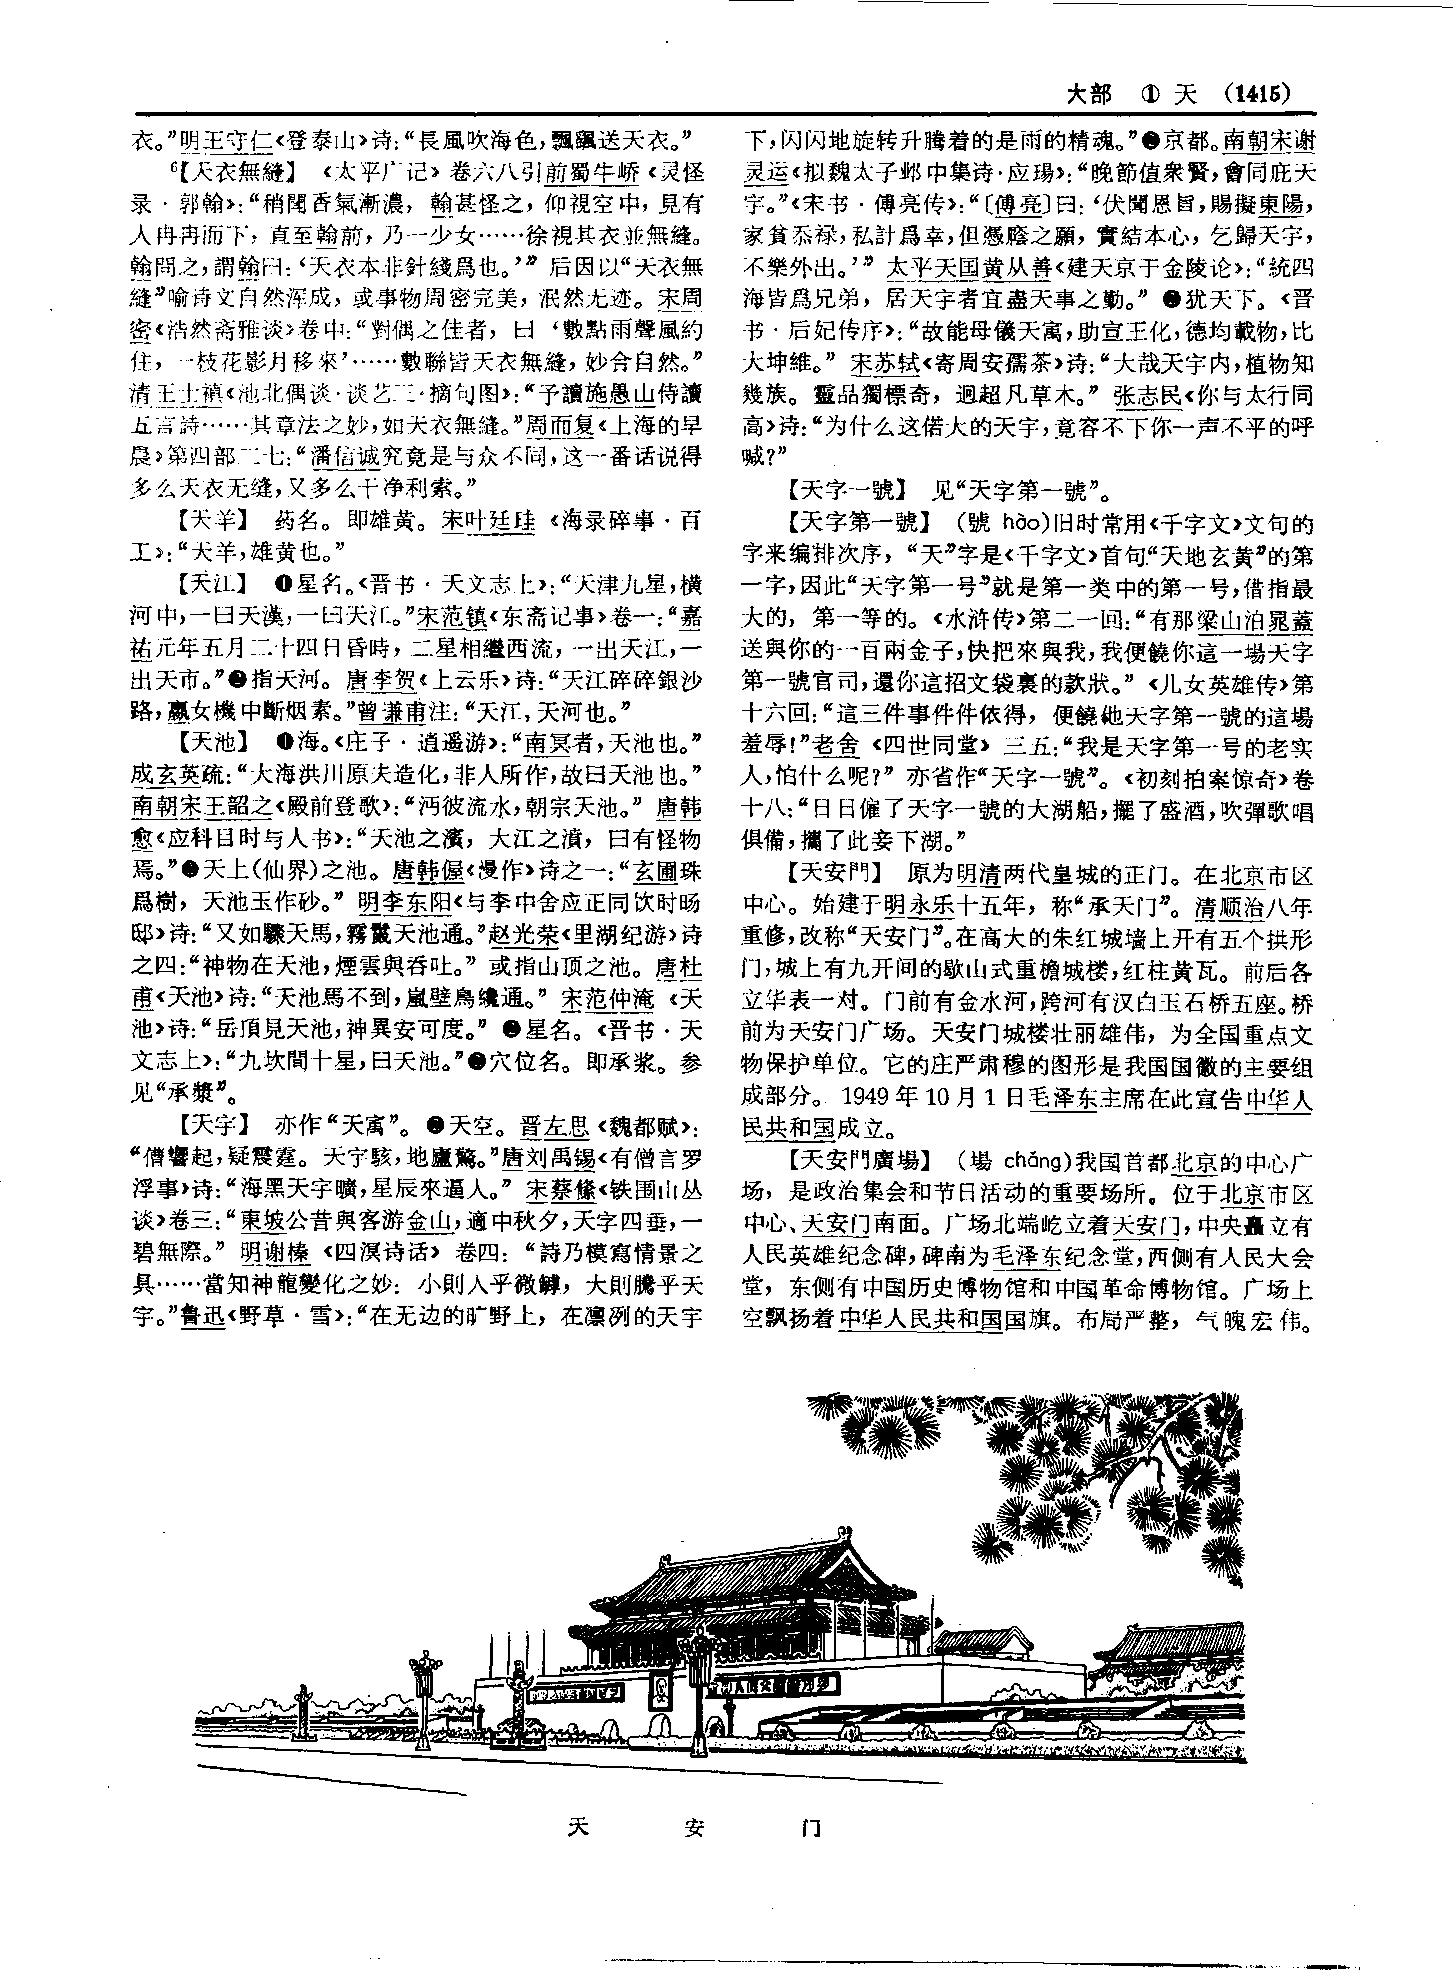 大部 ① 天 (1415)
衣。”明王守仁《登泰山》诗：“長風吹海色，飄飄送天衣。”
⁶【天衣無縫】 《太平广记》卷六八引前蜀牛峤《灵怪
录·郭翰》：“稍聞香氣漸濃，翰甚怪之，仰視空中，見有
人冉冉而下，直至翰前，乃一少女……徐視其衣並無縫。
翰問之，謂翰曰：‘天衣本非針綫爲也。’” 后因以“天衣無
縫”喻诗文自然浑成，或事物周密完美，泯然无迹。宋周
密《浩然斋雅谈》卷中：“對偶之佳者，曰‘數點雨聲風約
住，一枝花影月移來’……數聯皆天衣無縫，妙合自然。”
清王士禛《池北偶谈·谈艺二·摘句图》：“予讀施愚山侍讀
五言詩……其章法之妙，如天衣無縫。”周而复《上海的早
晨》第四部二七：“潘信诚究竟是与众不同，这一番话说得
多么天衣无缝，又多么干净利索。”
【天羊】 药名。即雄黄。宋叶廷珪《海录碎事·百
工》：“天羊，雄黄也。”
【天江】 ❶星名。《晋书·天文志上》：“天津九星，横
河中，一曰天漢，一曰天江。”宋范镇《东斋记事》卷一：“嘉
祐元年五月二十四日昏時，二星相繼西流，一出天江，一
出天市。”❷指天河。唐李贺《上云乐》诗：“天江碎碎銀沙
路，嬴女機中斷烟素。”曾谦甫注：“天江，天河也。”
【天池】 ❶海。《庄子·逍遥游》：“南冥者，天池也。”
成玄英疏：“大海洪川原夫造化，非人所作，故曰天池也。”
南朝宋王韶之《殿前登歌》：“沔彼流水，朝宗天池。” 唐韩
愈《应科目时与人书》：“天池之濱，大江之濆，曰有怪物
焉。”❷天上(仙界)之池。唐韩偓《漫作》诗之一：“玄圃珠
爲樹，天池玉作砂。” 明李东阳《与李中舍应正同饮时旸
邸》诗：“又如驥天馬，霧鬣天池通。”赵光荣《里湖纪游》诗
之四：“神物在天池，煙雲與吞吐。”或指山顶之池。唐杜
甫《天池》诗：“天池馬不到，嵐壁鳥纔通。” 宋范仲淹《天
池》诗：“岳頂見天池，神異安可度。” ❸星名。《晋书·天
文志上》：“九坎間十星，曰天池。”❹穴位名。即承浆。参
见“承漿”。
【天宇】 亦作“天寓”。❶天空。晋左思《魏都赋》：
“僭響起，疑震霆。天宇駭，地廬驚。”唐刘禹锡《有僧言罗
浮事》诗：“海黑天宇曠，星辰來逼人。” 宋蔡絛《铁围山丛
谈》卷三：“東坡公昔與客游金山，適中秋夕，天宇四垂，一
碧無際。” 明谢榛《四溟诗话》卷四：“詩乃模寫情景之
具……當知神龍變化之妙：小則入乎微罅，大則騰乎天
宇。”鲁迅《野草·雪》：“在无边的旷野上，在凛冽的天宇
下，闪闪地旋转升腾着的是雨的精魂。”❷京都。南朝宋谢
灵运《拟魏太子邺中集诗·应瑒》：“晚節值衆賢，會同庇天
宇。”《宋书·傅亮传》：“〔傅亮〕曰：‘伏聞恩旨，賜擬東陽，
家貧忝禄，私計爲幸，但憑廕之願，實結本心，乞歸天宇，
不樂外出。’” 太平天国黄从善《建天京于金陵论》：“統四
海皆爲兄弟，居天宇者宜盡天事之勤。” ❸犹天下。《晋
书·后妃传序》：“故能母儀天寓，助宣王化，德均載物，比
大坤維。” 宋苏轼《寄周安孺茶》诗：“大哉天宇内，植物知
幾族。靈品獨標奇，迥超凡草木。” 张志民《你与太行同
高》诗：“为什么这偌大的天宇，竟容不下你一声不平的呼
喊？”
【天字一號】 见“天字第一號”。
【天字第一號】 (號 hào)旧时常用《千字文》文句的
字来编排次序，“天”字是《千字文》首句“天地玄黄”的第
一字，因此“天字第一号”就是第一类中的第一号，借指最
大的，第一等的。《水浒传》第二一回：“有那梁山泊晁蓋
送與你的一百兩金子，快把來與我，我便饒你這一場天字
第一號官司，還你這招文袋裏的款狀。”《儿女英雄传》第
十六回：“這三件事件件依得，便饒他天字第一號的這場
羞辱！”老舍《四世同堂》三五：“我是天字第一号的老实
人，怕什么呢？” 亦省作“天字一號”。《初刻拍案惊奇》卷
十八：“日日僱了天字一號的大湖船，擺了盛酒，吹彈歌唱
俱備，攜了此妾下湖。”
【天安門】 原为明清两代皇城的正门。在北京市区
中心。始建于明永乐十五年，称“承天门”。清顺治八年
重修，改称“天安门”。在高大的朱红城墙上开有五个拱形
门，城上有九开间的歇山式重檐城楼，红柱黄瓦。前后各
立华表一对。门前有金水河，跨河有汉白玉石桥五座。桥
前为天安门广场。天安门城楼壮丽雄伟，为全国重点文
物保护单位。它的庄严肃穆的图形是我国国徽的主要组
成部分。1949年10月1日毛泽东主席在此宣告中华人
民共和国成立。
【天安門廣場】 (場 chǎng)我国首都北京的中心广
场，是政治集会和节日活动的重要场所。位于北京市区
中心、天安门南面。广场北端屹立着天安门，中央矗立有
人民英雄纪念碑，碑南为毛泽东纪念堂，西侧有人民大会
堂，东侧有中国历史博物馆和中国革命博物馆。广场上
空飘扬着中华人民共和国国旗。布局严整，气魄宏伟。
天 安 门